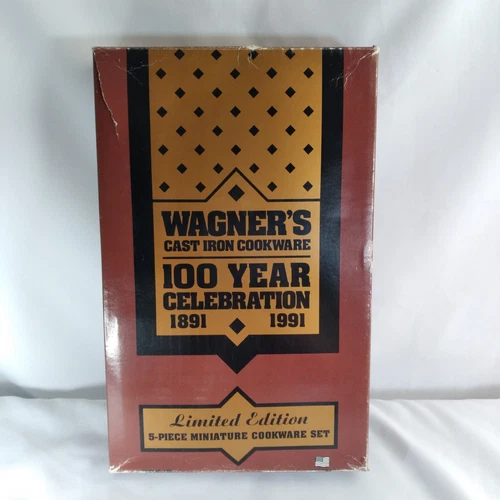 WAGNER'S
CAST IRON COOKWARE
100 YEAR
CELEBRATION
1891 1991
Limited Edition
5-PIECE MINIATURE COOKWARE SET